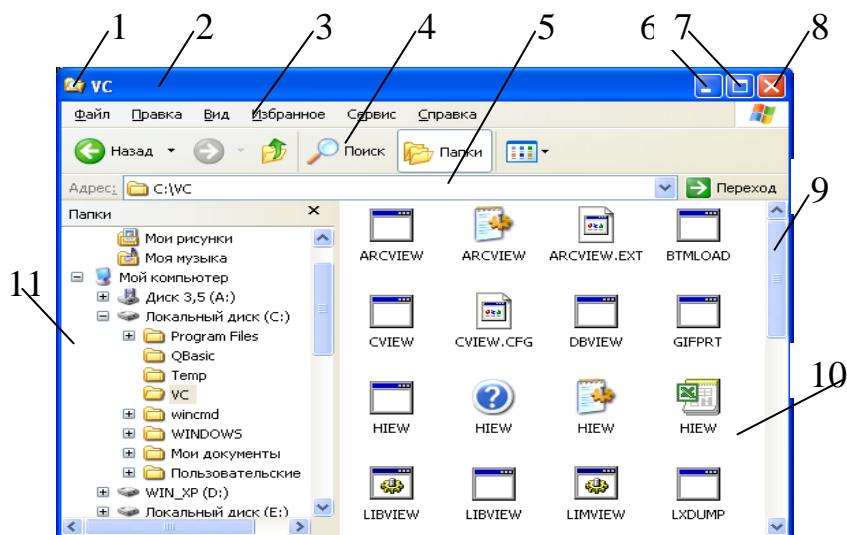 1 2 3 4 5 6 7 8
VC
Файл Правка Вид Избранное Сервис Справка
Назад Поиск Папки
Адрес: C:\VC Переход
9
Папки
Мои рисунки
Моя музыка
Мой компьютер
11
Диск 3,5 (A:)
Локальный диск (C:)
Program Files
QBasic
Temp
VC
wincmd
WINDOWS
Мои документы
Пользовательские
WIN_XP (D:)
Локальный диск (E:)
ARCVIEW ARCVIEW ARCVIEW.EXT BTMLOAD
CVIEW CVIEW.CFG DBVIEW GIFPRT
10
HIEW HIEW HIEW HIEW
LIBVIEW LIBVIEW LIMVIEW LXDUMP